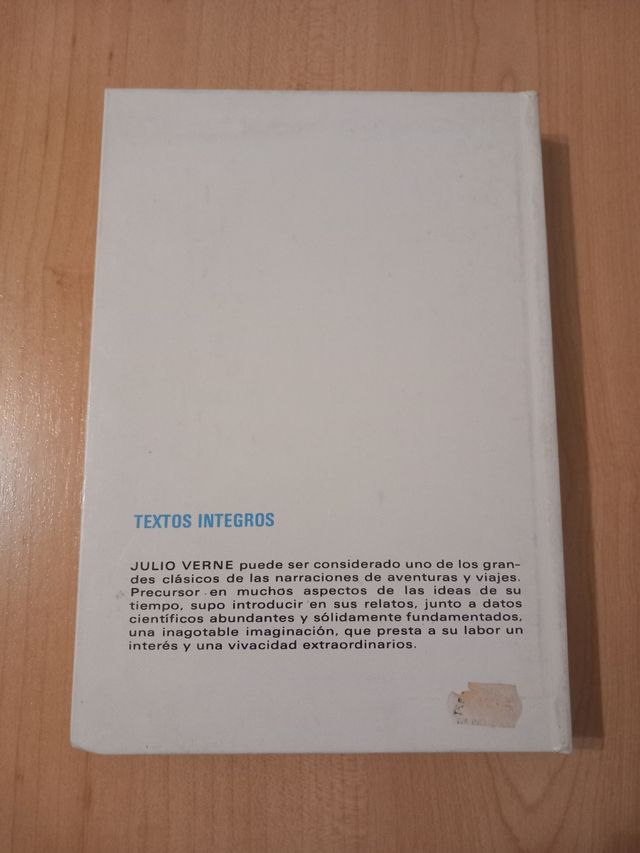 TEXTOS INTEGROS
JULIO VERNE puede ser considerado uno de los gran-
des clásicos de las narraciones de aventuras y viajes.
Precursor en muchos aspectos de las ideas de su
tiempo, supo introducir en sus relatos, junto a datos
científicos abundantes y sólidamente fundamentados,
una inagotable imaginación, que presta a su labor un
interés y una vivacidad extraordinarios.